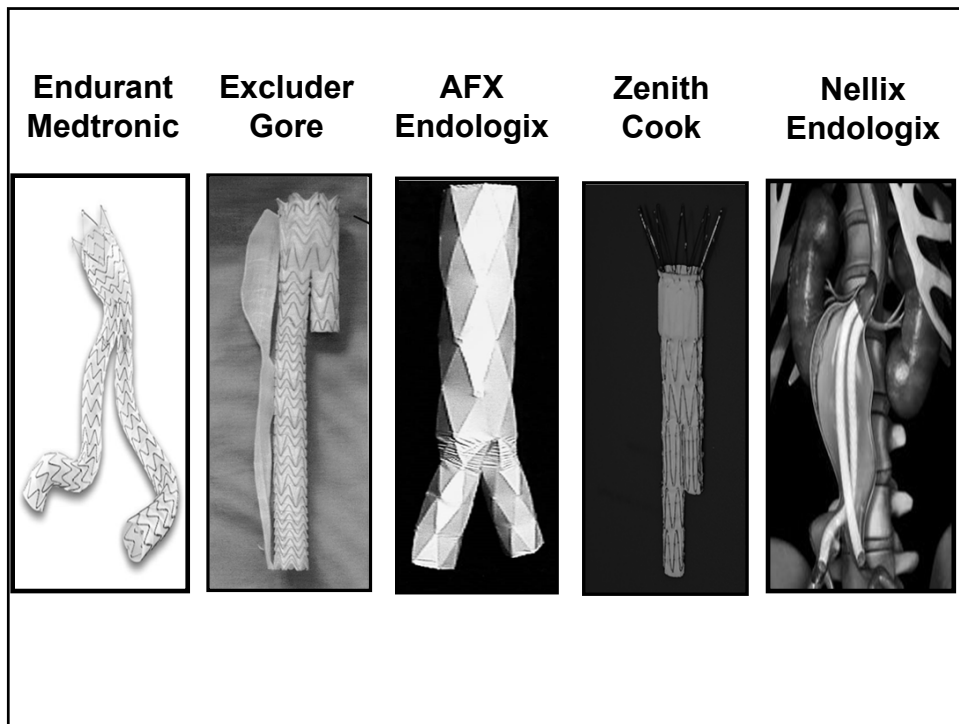 Endurant
Medtronic
Excluder
Gore
AFX
Endologix
Zenith
Cook
Nellix
Endologix